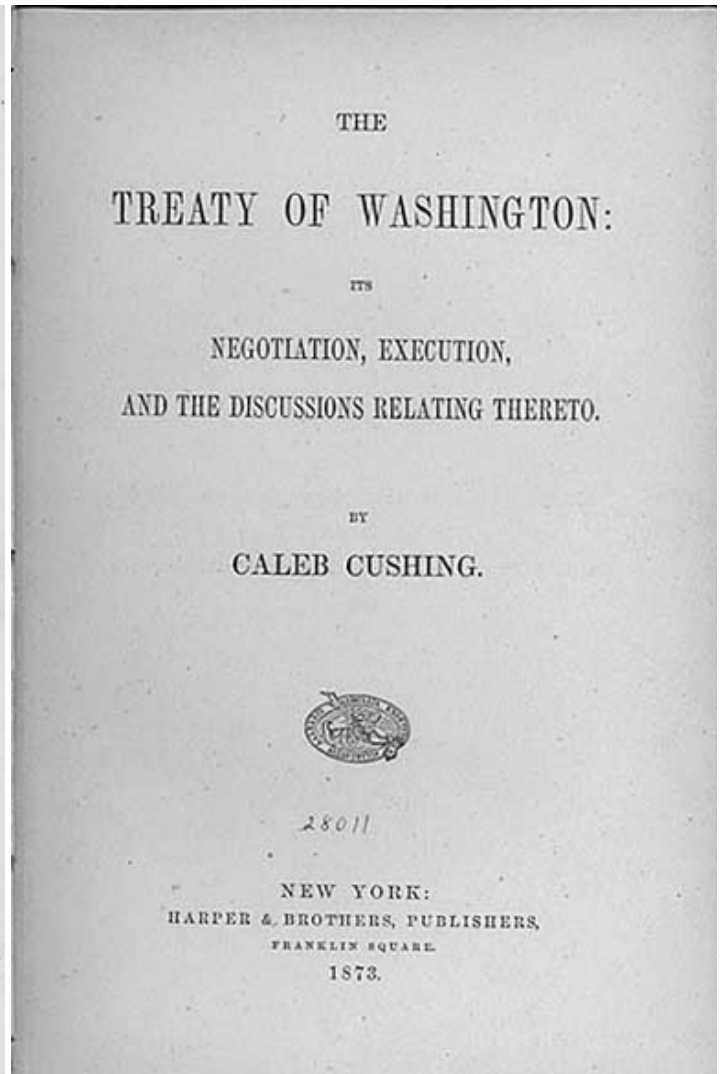 THE
TREATY OF WASHINGTON:
ITS
NEGOTIATION, EXECUTION,
AND THE DISCUSSIONS RELATING THERETO.
BY
CALEB CUSHING.
28011
NEW YORK:
HARPER & BROTHERS, PUBLISHERS,
FRANKLIN SQUARE.
1873.